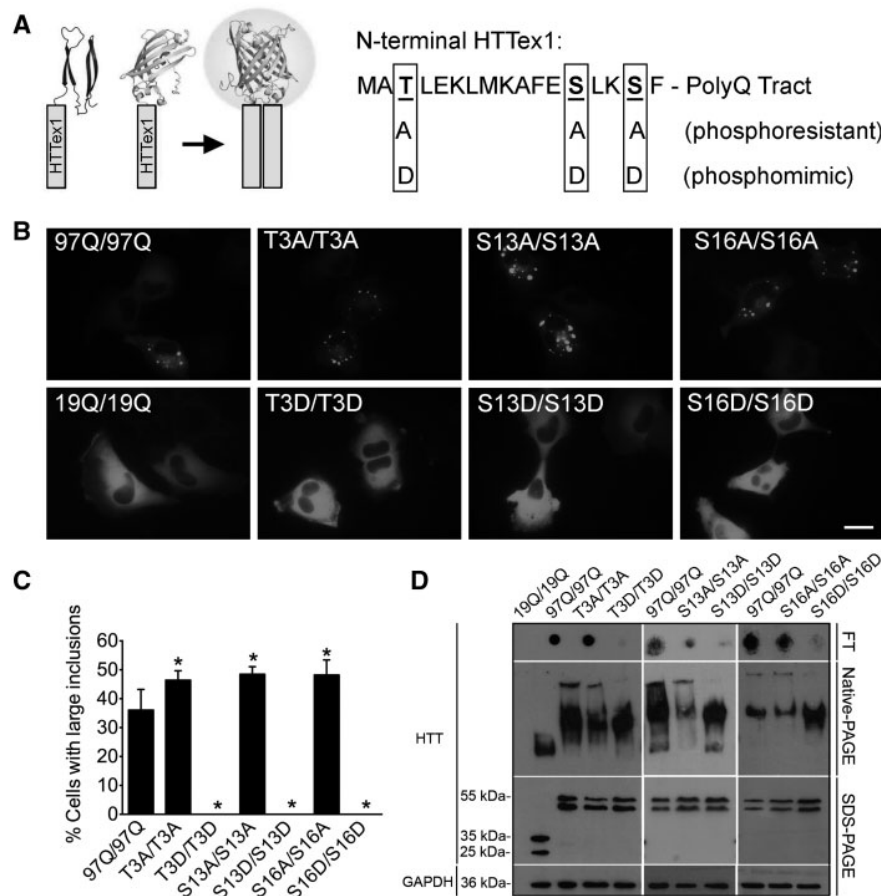 A
HTTex1
HTTex1
N-terminal HTTex1:
MATLEKLMKAFESLKSF - PolyQ Tract
A A A (phosphoresistant)
D D D (phosphomimic)
B
97Q/97Q T3A/T3A S13A/S13A S16A/S16A
19Q/19Q T3D/T3D S13D/S13D S16D/S16D
C
% Cells with large inclusions
60
50
40
30
20
10
0
* * * * * *
97Q/97Q
T3A/T3A
T3D/T3D
S13A/S13A
S13D/S13D
S16A/S16A
S16D/S16D
D
19Q/19Q
97Q/97Q
T3A/T3A
T3D/T3D
97Q/97Q
S13A/S13A
S13D/S13D
97Q/97Q
S16A/S16A
S16D/S16D
FT
Native-PAGE
HTT
55 kDa-
35 kDa-
25 kDa-
SDS-PAGE
GAPDH 36 kDa-